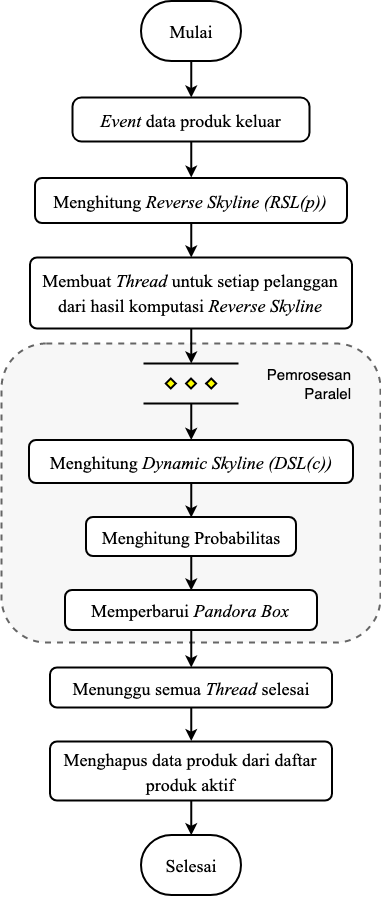 Mulai
Event data produk keluar
Menghitung Reverse Skyline (RSL(p))
Membuat Thread untuk setiap pelanggan
dari hasil komputasi Reverse Skyline
Pemrosesan
Paralel
Menghitung Dynamic Skyline (DSL(c))
Menghitung Probabilitas
Memperbarui Pandora Box
Menunggu semua Thread selesai
Menghapus data produk dari daftar
produk aktif
Selesai